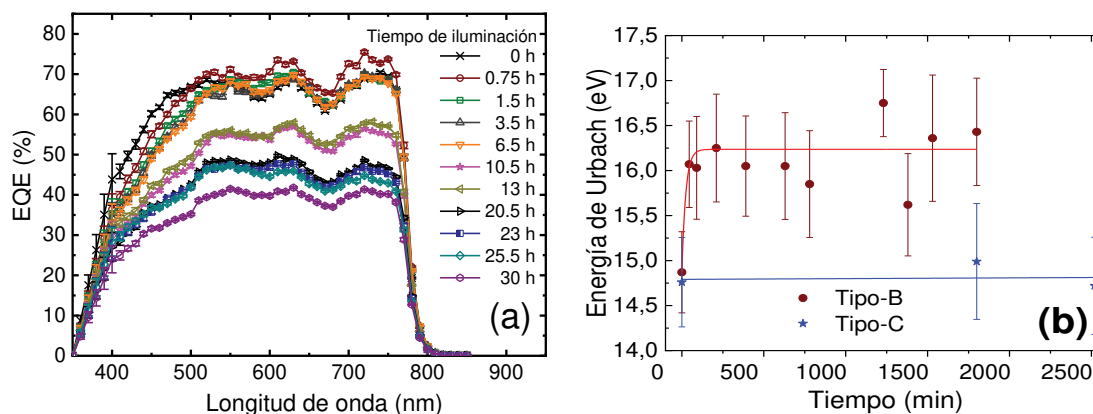 EQE (%)
80
70
60
50
40
30
20
10
0
Tiempo de iluminación
0 h
0.75 h
1.5 h
3.5 h
6.5 h
10.5 h
13 h
20.5 h
23 h
25.5 h
30 h
(a)
400 500 600 700 800 900
Longitud de onda (nm)
Energía de Urbach (eV)
17,5
17,0
16,5
16,0
15,5
15,0
14,5
14,0
Tipo-B
Tipo-C
(b)
0 500 1000 1500 2000 2500
Tiempo (min)